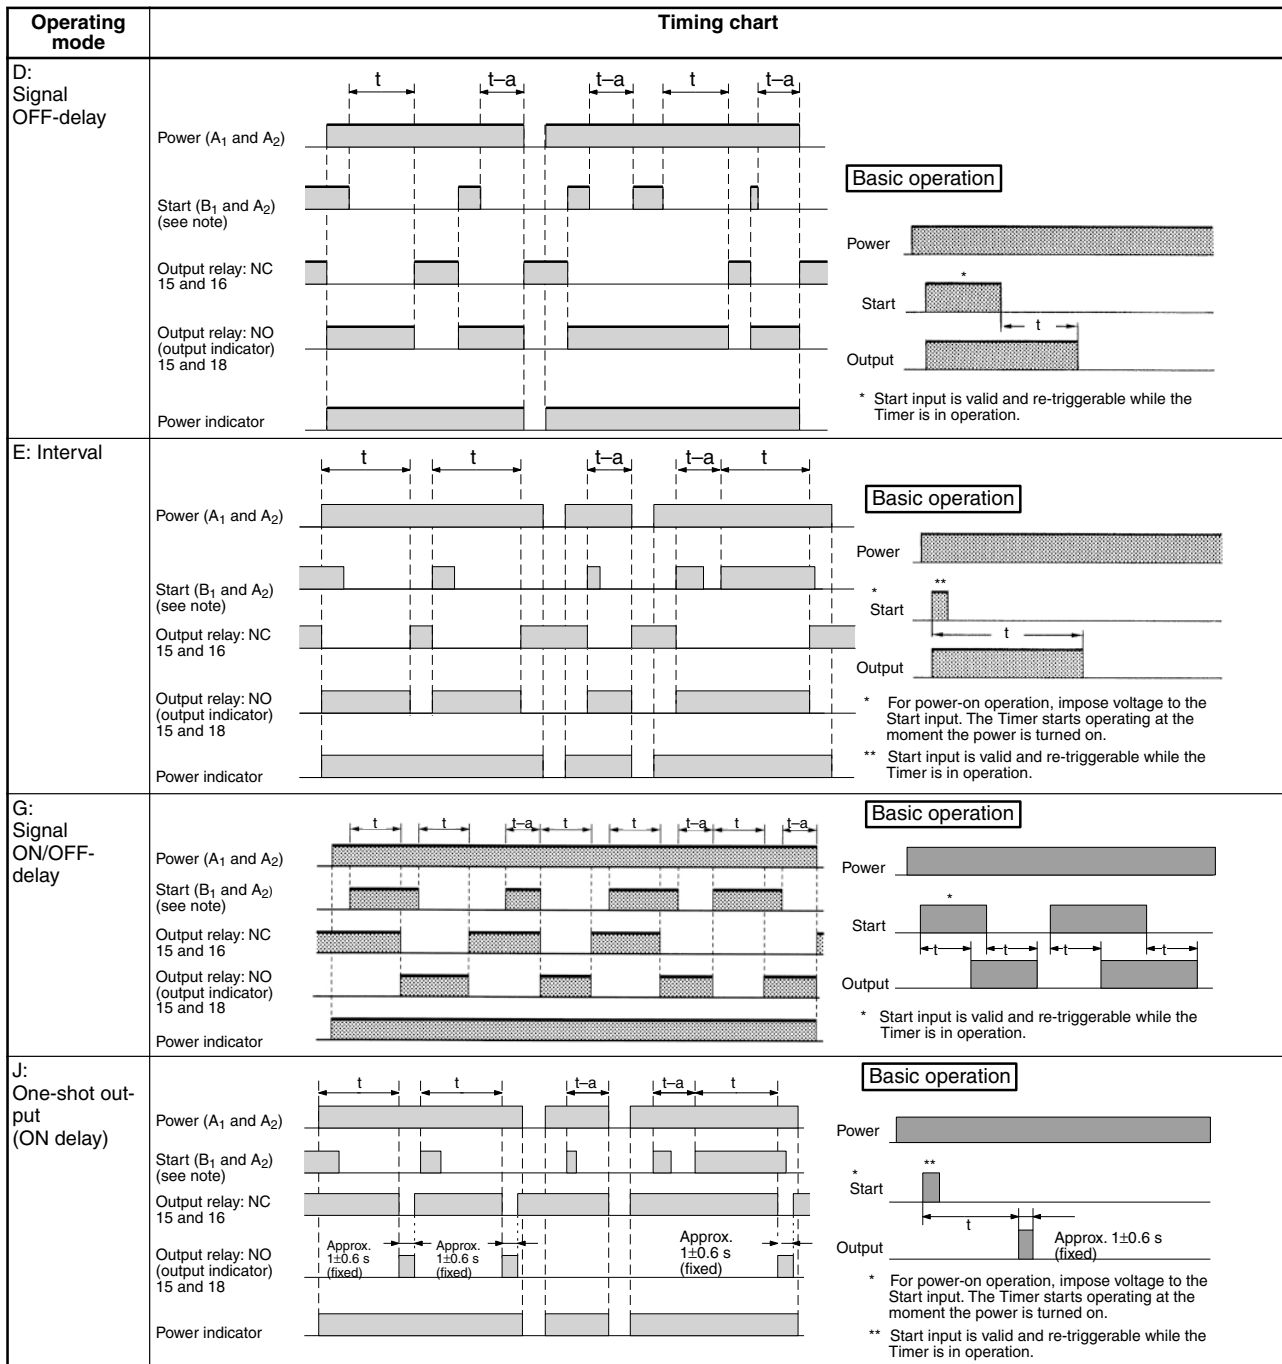 Operating
mode
Timing chart
D:
Signal
OFF-delay
t
t–a
t–a
t
t–a
Power (A1 and A2)
Start (B1 and A2)
(see note)
Output relay: NC
15 and 16
Output relay: NO
(output indicator)
15 and 18
Power indicator
Basic operation
Power
*
Start
t
Output
* Start input is valid and re-triggerable while the
Timer is in operation.
E: Interval
t
t
t–a
t–a
t
Power (A1 and A2)
Start (B1 and A2)
(see note)
Output relay: NC
15 and 16
Output relay: NO
(output indicator)
15 and 18
Power indicator
Basic operation
Power
**
*
Start
t
Output
* For power-on operation, impose voltage to the
Start input. The Timer starts operating at the
moment the power is turned on.
** Start input is valid and re-triggerable while the
Timer is in operation.
G:
Signal
ON/OFF-
delay
t
t
t–a
t
t
t–a
t
t–a
Power (A1 and A2)
Start (B1 and A2)
(see note)
Output relay: NC
15 and 16
Output relay: NO
(output indicator)
15 and 18
Power indicator
Basic operation
Power
*
Start
t
t
t
t
Output
* Start input is valid and re-triggerable while the
Timer is in operation.
J:
One-shot out-
put
(ON delay)
t
t
t–a
t–a
t
Power (A1 and A2)
Start (B1 and A2)
(see note)
Output relay: NC
15 and 16
Output relay: NO
(output indicator)
15 and 18
Approx.
1±0.6 s
(fixed)
Approx.
1±0.6 s
(fixed)
Approx.
1±0.6 s
(fixed)
Power indicator
Basic operation
Power
**
*
Start
t
Output
Approx. 1±0.6 s
(fixed)
* For power-on operation, impose voltage to the
Start input. The Timer starts operating at the
moment the power is turned on.
** Start input is valid and re-triggerable while the
Timer is in operation.